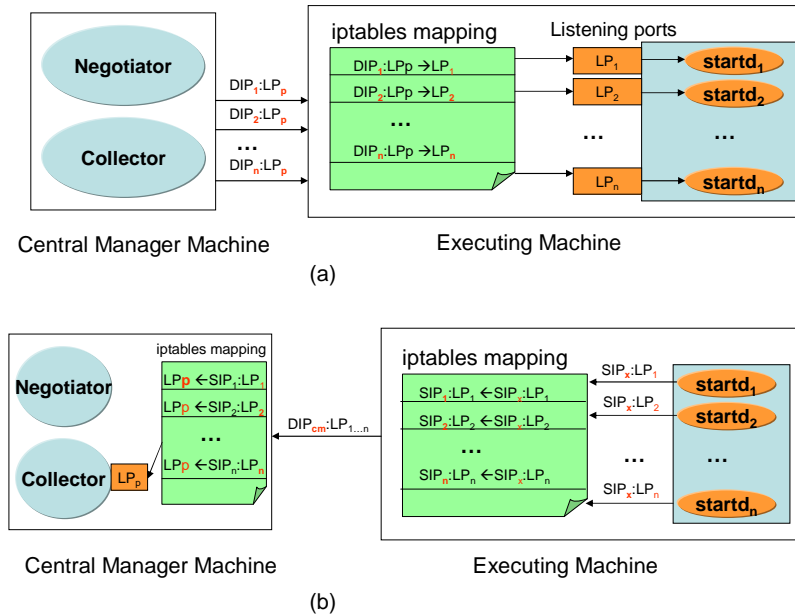 Negotiator
Collector
DIP₁:LPₚ
DIP₂:LPₚ
...
DIPₙ:LPₚ
iptables mapping
DIP₁:LPp →LP₁
DIP₂:LPp →LP₂
...
DIPₙ:LPp →LPₙ
Listening ports
LP₁
LP₂
...
LPₙ
startd₁
startd₂
...
startdₙ
Central Manager Machine
Executing Machine
(a)
Negotiator
Collector
LPₚ
iptables mapping
LPp ←SIP₁:LP₁
LPp ←SIP₂:LP₂
...
LPp ←SIPₙ:LPₙ
DIP_cm:LP₁...ₙ
iptables mapping
SIP₁:LP₁ ←SIPₓ:LP₁
SIP₂:LP₂ ←SIPₓ:LP₂
...
SIPₙ:LPₙ ←SIPₓ:LPₙ
SIPₓ:LP₁
SIPₓ:LP₂
...
SIPₓ:LPₙ
startd₁
startd₂
...
startdₙ
Central Manager Machine
Executing Machine
(b)